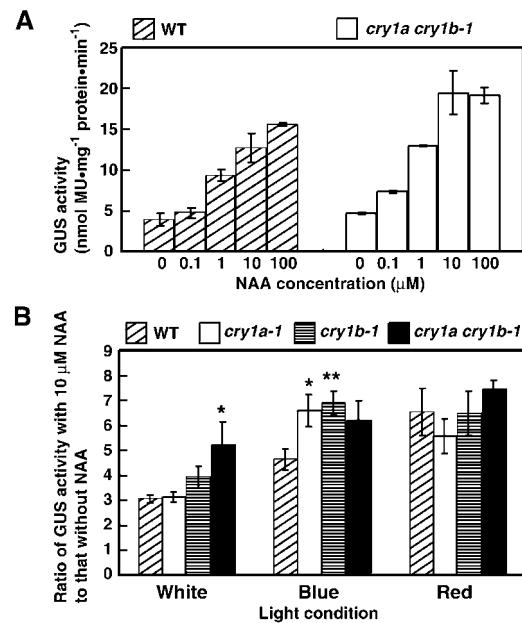 A
WT cry1a cry1b-1
GUS activity
(nmol MU•mg⁻¹ protein•min⁻¹)
25
20
15
10
5
0
0 0.1 1 10 100 0 0.1 1 10 100
NAA concentration (μM)
B
WT cry1a-1 cry1b-1 cry1a cry1b-1
Ratio of GUS activity with 10 μM NAA
to that without NAA
9
8
7
6
5
4
3
2
1
0
* * **
White Blue Red
Light condition